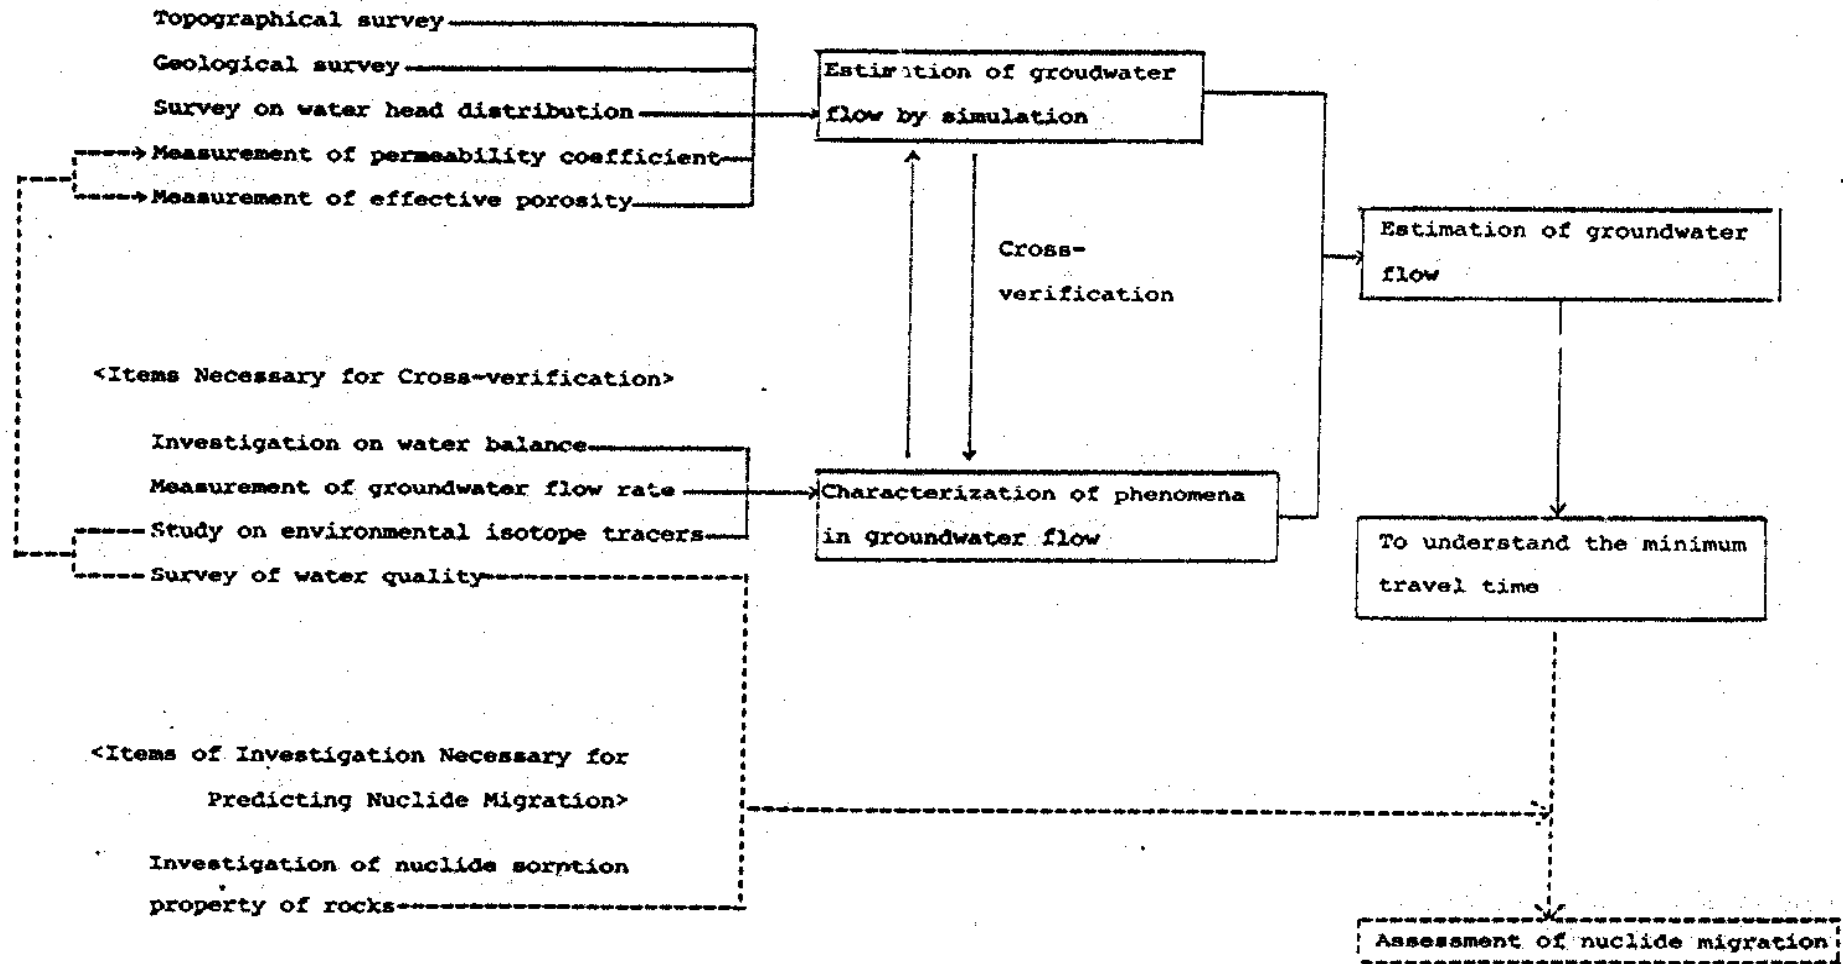 Topographical survey
Geological survey
Survey on water head distribution
Measurement of permeability coefficient
Measurement of effective porosity
Estimation of groudwater
flow by simulation
Cross-
verification
Estimation of groundwater
flow
<Items Necessary for Cross-verification>
Investigation on water balance
Measurement of groundwater flow rate
Study on environmental isotope tracers
Survey of water quality
Characterization of phenomena
in groundwater flow
To understand the minimum
travel time
<Items of Investigation Necessary for
Predicting Nuclide Migration>
Investigation of nuclide sorption
property of rocks
Assessment of nuclide migration